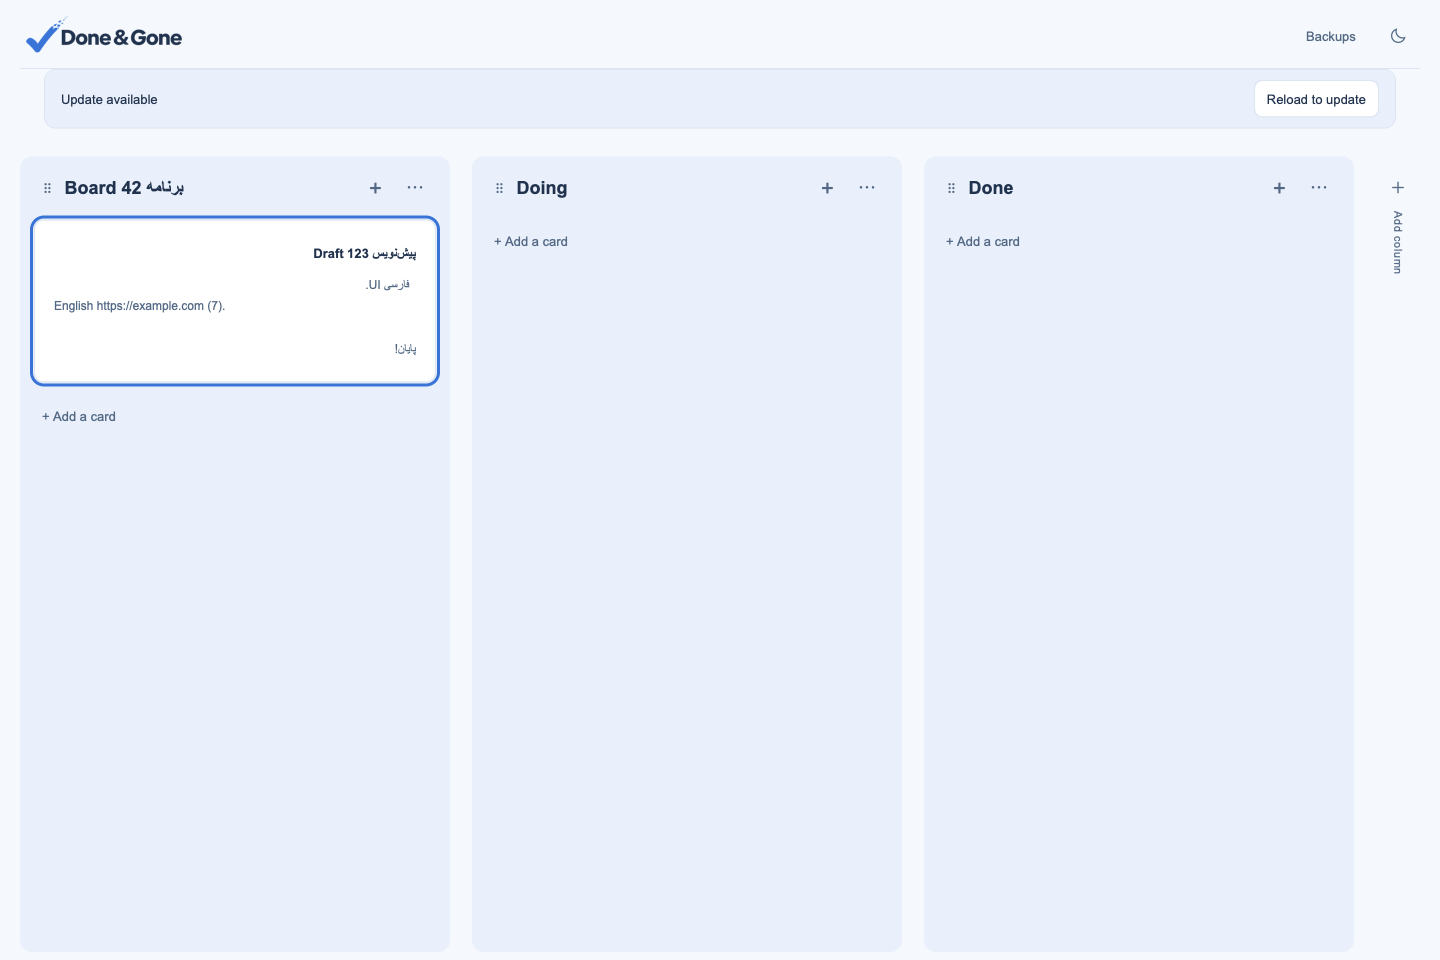 Done & Gone
Backups
Update available
Reload to update
Board 42 برنامه
پیش‌نویس Draft 123
فارسی UI.
English https://example.com (7).
پایان!
+ Add a card
Doing
+ Add a card
Done
+ Add a card
Add column